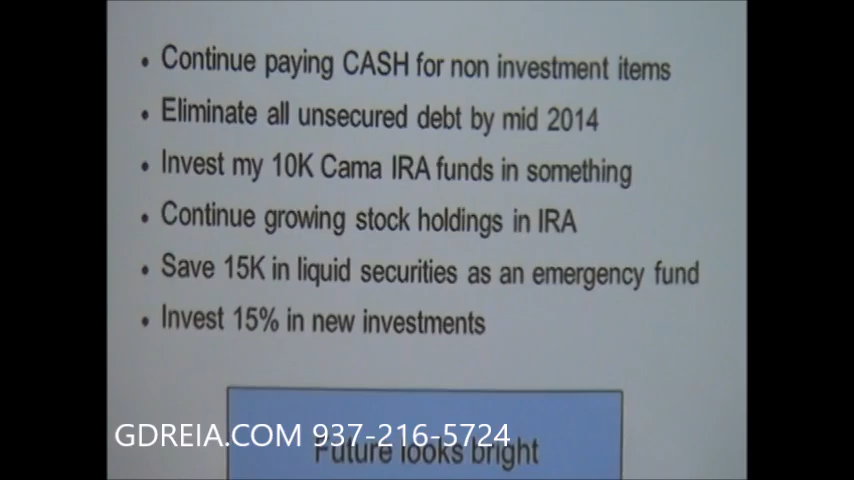 • Continue paying CASH for non investment items
• Eliminate all unsecured debt by mid 2014
• Invest my 10K Cama IRA funds in something
• Continue growing stock holdings in IRA
• Save 15K in liquid securities as an emergency fund
• Invest 15% in new investments
GDREIA.COM 937-216-5724
Future looks bright